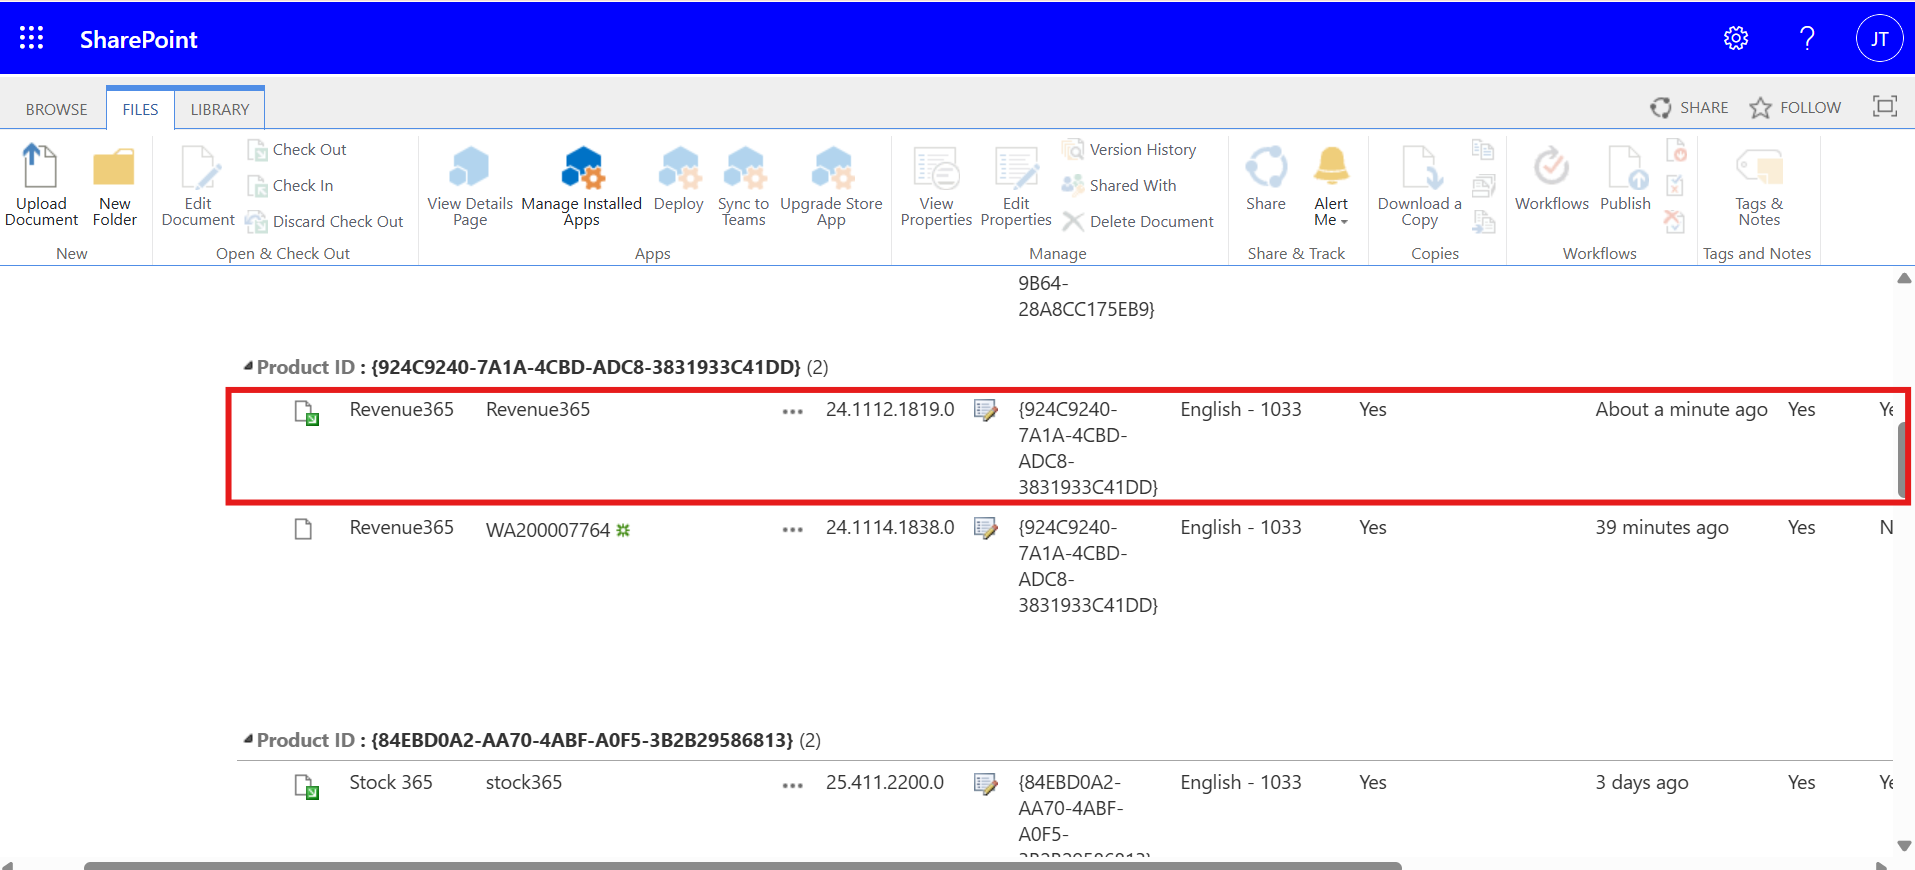 SharePoint
?
JT
BROWSE
FILES
LIBRARY
SHARE
FOLLOW
Upload Document
New Folder
New
Edit Document
Check Out
Check In
Discard Check Out
Open & Check Out
View Details Page
Manage Installed Apps
Deploy
Sync to Teams
Upgrade Store App
Apps
View Properties
Edit Properties
Version History
Shared With
Delete Document
Manage
Share
Alert Me
Share & Track
Download a Copy
Copies
Workflows
Publish
Workflows
Tags & Notes
Tags and Notes
9B64-
28A8CC175EB9}
Product ID : {924C9240-7A1A-4CBD-ADC8-3831933C41DD} (2)
Revenue365 Revenue365 ... 24.1112.1819.0 {924C9240- English - 1033 Yes About a minute ago Yes
7A1A-4CBD-
ADC8-
3831933C41DD}
Revenue365 WA200007764 ... 24.1114.1838.0 {924C9240- English - 1033 Yes 39 minutes ago Yes
7A1A-4CBD-
ADC8-
3831933C41DD}
Product ID : {84EBD0A2-AA70-4ABF-A0F5-3B2B29586813} (2)
Stock 365 stock365 ... 25.411.2200.0 {84EBD0A2- English - 1033 Yes 3 days ago Yes
AA70-4ABF-
A0F5-